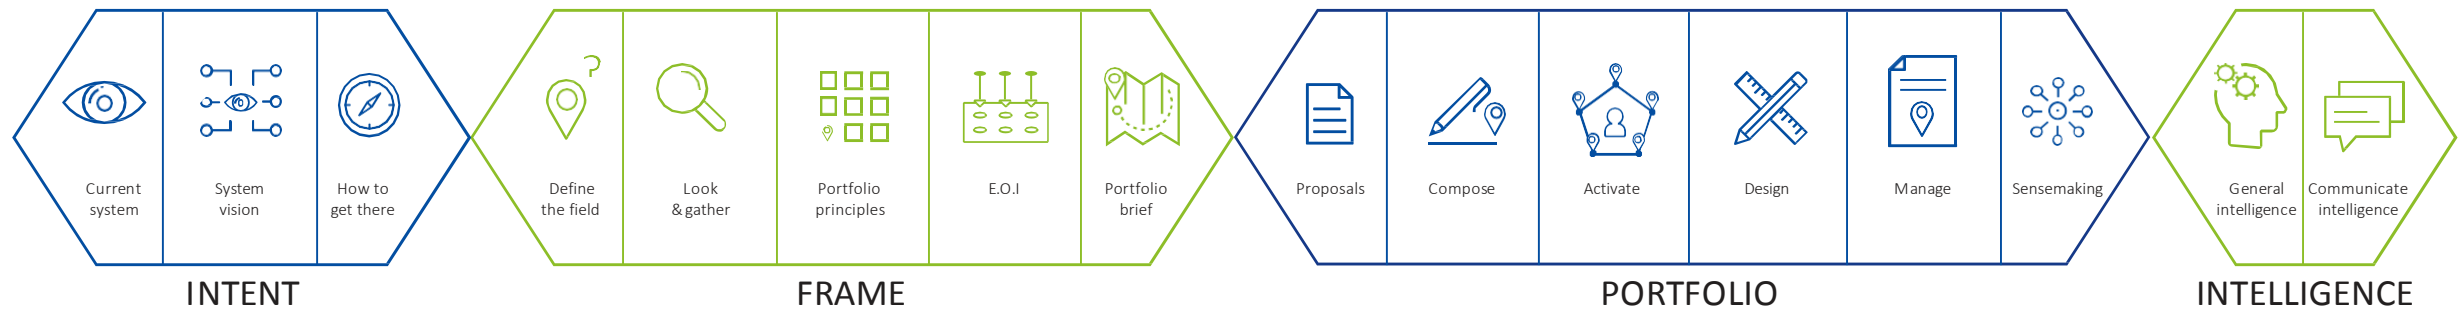 Current
system
System
vision
How to
get there
Define
the field
Look
& gather
Portfolio
principles
E.O.I
Portfolio
brief
Proposals
Compose
Activate
Design
Manage
Sensemaking
General
intelligence
Communicate
intelligence
INTENT
FRAME
PORTFOLIO
INTELLIGENCE